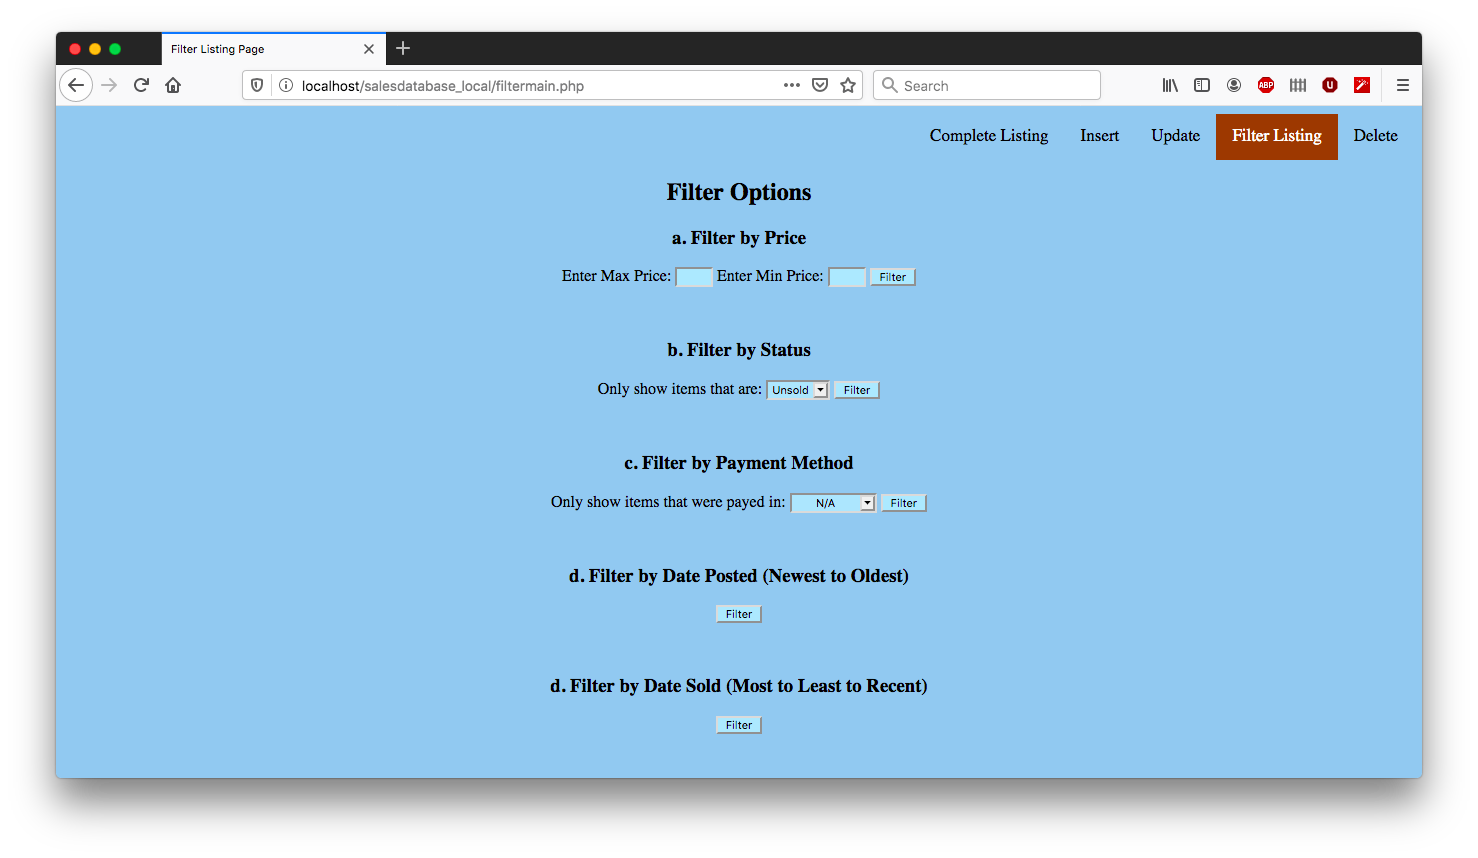 Filter Listing Page
localhost/salesdatabase_local/filtermain.php
Search
ABP
U
Complete Listing Insert Update Filter Listing Delete
Filter Options
a. Filter by Price
Enter Max Price: Enter Min Price: Filter
b. Filter by Status
Only show items that are: Unsold Filter
c. Filter by Payment Method
Only show items that were payed in: N/A Filter
d. Filter by Date Posted (Newest to Oldest)
Filter
d. Filter by Date Sold (Most to Least to Recent)
Filter